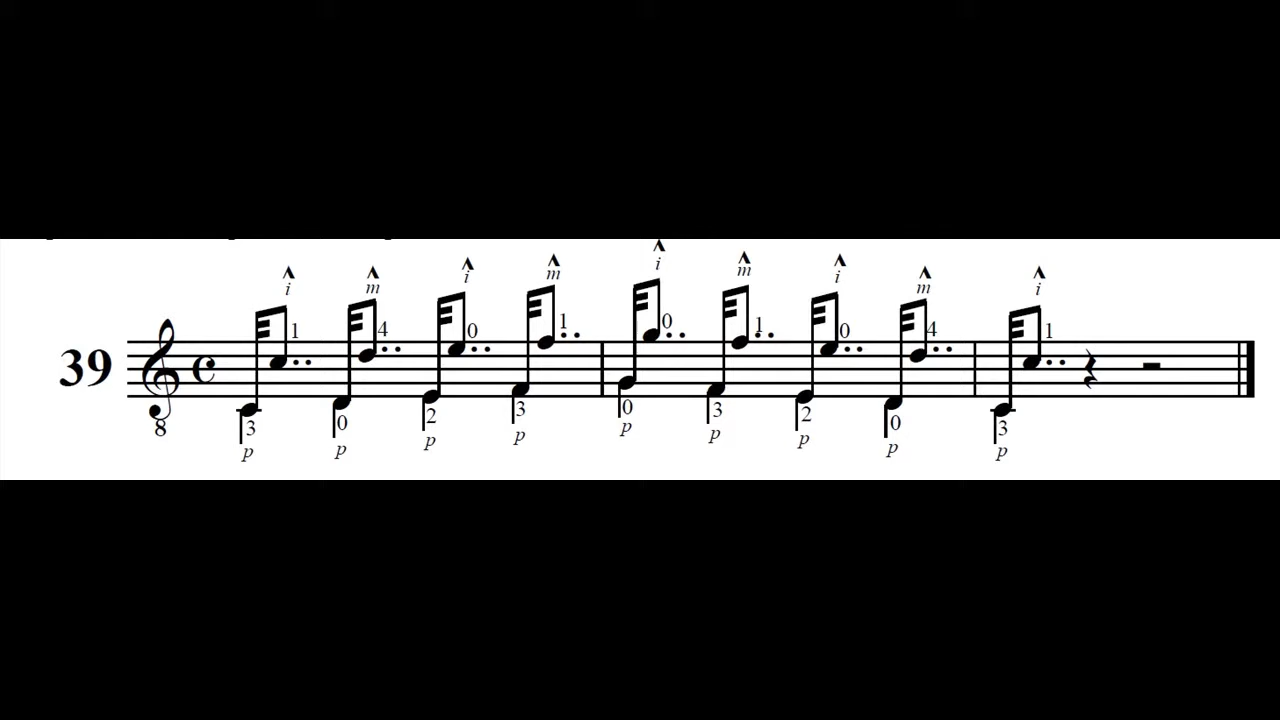 i m i m i m i m i
1 4 0 1 0 1 0 4 1
39
8
3 0 2 3 0 3 2 0 3
p p p p p p p p p